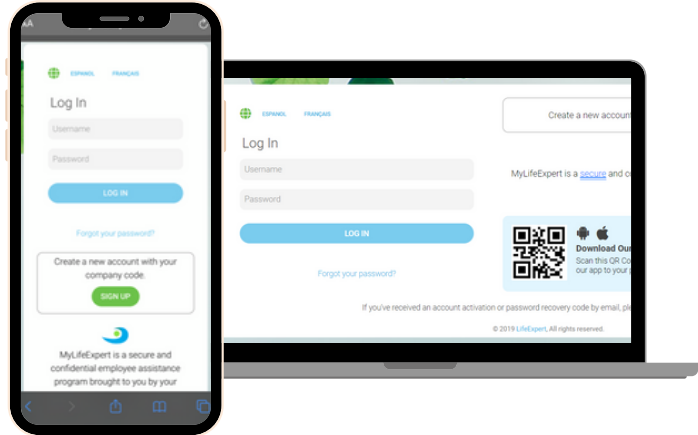 AA
ESPANOL
FRANÇAIS
Log In
Username
Password
LOG IN
Forgot your password?
Create a new account with your
company code.
SIGN UP
MyLifeExpert is a secure and
confidential employee assistance
program brought to you by your
ESPANOL
FRANÇAIS
Log In
Username
Password
LOG IN
Forgot your password?
Create a new account
MyLifeExpert is a secure and
Download Our
Scan this QR
our app to your
If you've received an account activation or password recovery code by email,
© 2019 LifeExpert, All rights reserved.